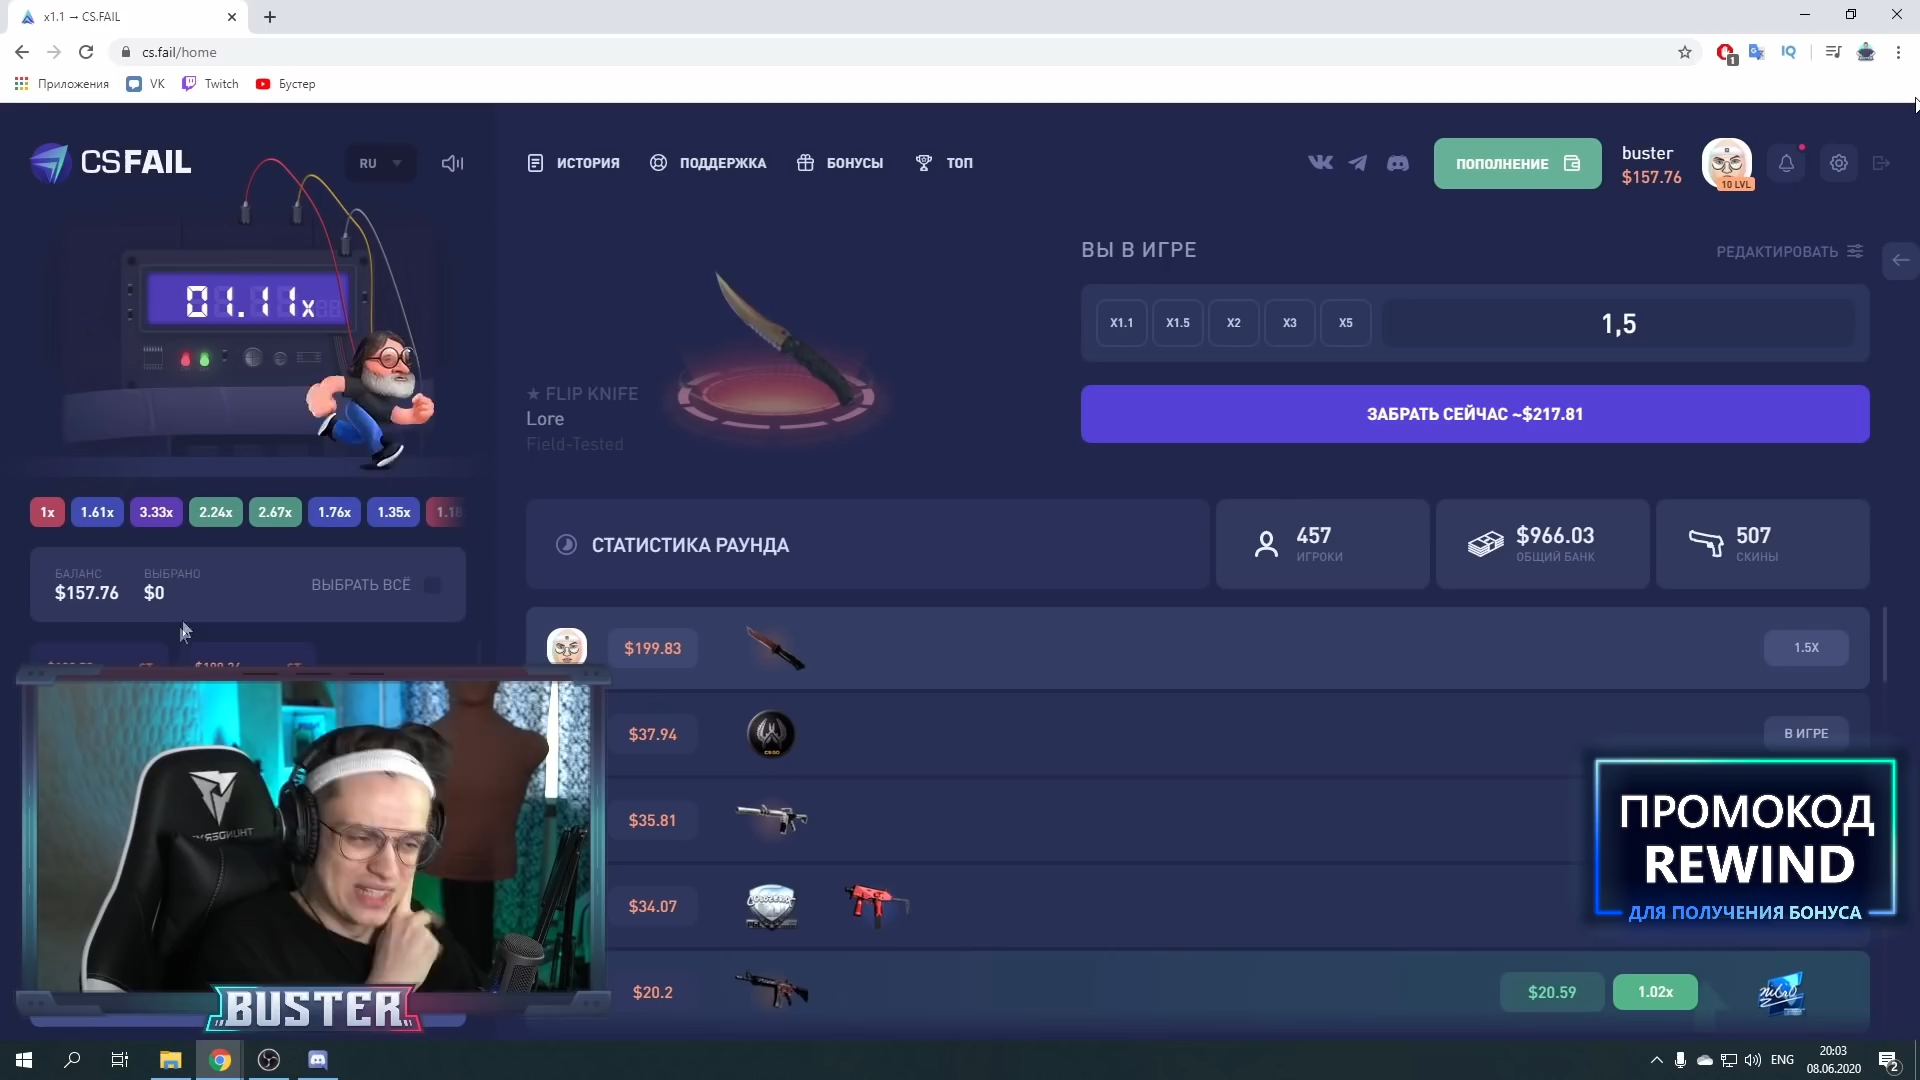 x1.1 → CS.FAIL
cs.fail/home
1
Приложения
VK
Twitch
Бустер
CSFAIL
RU
ИСТОРИЯ
ПОДДЕРЖКА
БОНУСЫ
ТОП
ПОПОЛНЕНИЕ
buster
$157.76
10 LVL
01.11x
★ FLIP KNIFE
Lore
Field-Tested
ВЫ В ИГРЕ
РЕДАКТИРОВАТЬ
X1.1
X1.5
X2
X3
X5
1,5
ЗАБРАТЬ СЕЙЧАС ~$217.81
1x
1.61x
3.33x
2.24x
2.67x
1.76x
1.35x
1.18
БАЛАНС
$157.76
ВЫБРАНО
$0
ВЫБРАТЬ ВСЁ
СТАТИСТИКА РАУНДА
457
ИГРОКИ
$966.03
ОБЩИЙ БАНК
507
СКИНЫ
$199.83
1.5X
$37.94
В ИГРЕ
$35.81
$34.07
$20.2
$20.59
1.02x
ПРОМОКОД
REWIND
ДЛЯ ПОЛУЧЕНИЯ БОНУСА
BUSTER
ENG
20:03
08.06.2020
2